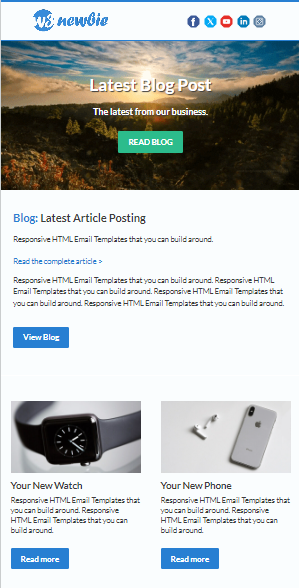 w3 newbie
Latest Blog Post
The latest from our business.
READ BLOG
Blog: Latest Article Posting
Responsive HTML Email Templates that you can build around.
Read the complete article >
Responsive HTML Email Templates that you can build around. Responsive HTML
Email Templates that you can build around. Responsive HTML Email Templates that
you can build around. Responsive HTML Email Templates that you can build around.
View Blog
Your New Watch
Responsive HTML Email Templates that
you can build around. Responsive
HTML Email Templates that you can
build around.
Read more
Your New Phone
Responsive HTML Email Templates that
you can build around. Responsive
HTML Email Templates that you can
build around.
Read more